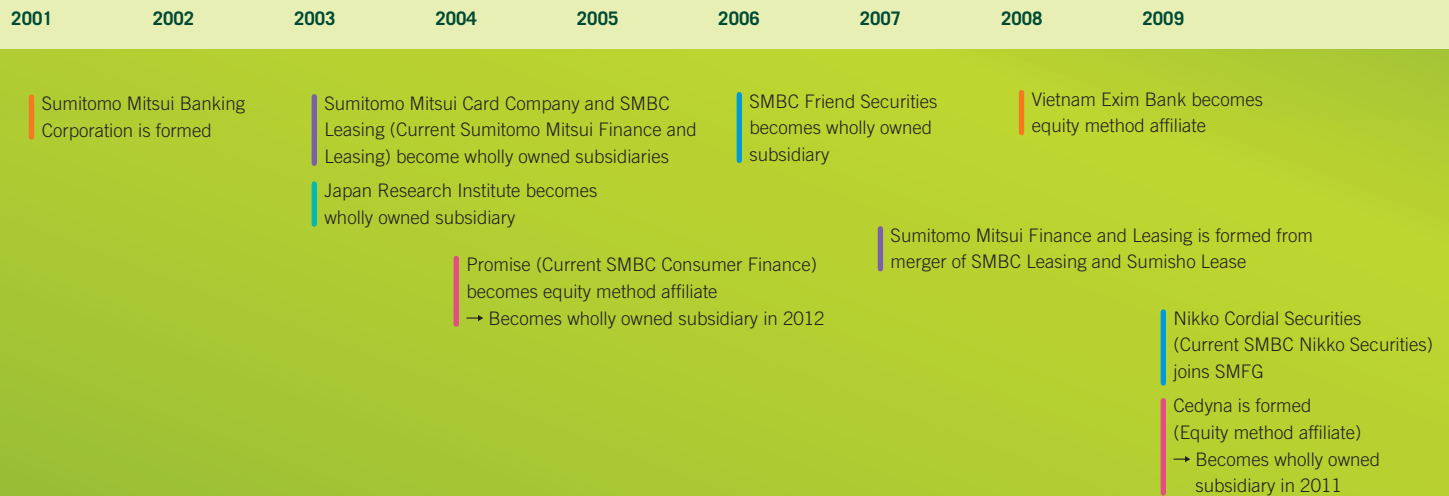 2001 2002 2003 2004 2005 2006 2007 2008 2009
Sumitomo Mitsui Banking
Corporation is formed
Sumitomo Mitsui Card Company and SMBC
Leasing (Current Sumitomo Mitsui Finance and
Leasing) become wholly owned subsidiaries
Japan Research Institute becomes
wholly owned subsidiary
Promise (Current SMBC Consumer Finance)
becomes equity method affiliate
→ Becomes wholly owned subsidiary in 2012
SMBC Friend Securities
becomes wholly owned
subsidiary
Sumitomo Mitsui Finance and Leasing is formed from
merger of SMBC Leasing and Sumisho Lease
Vietnam Exim Bank becomes
equity method affiliate
Nikko Cordial Securities
(Current SMBC Nikko Securities)
joins SMFG
Cedyna is formed
(Equity method affiliate)
→ Becomes wholly owned
subsidiary in 2011